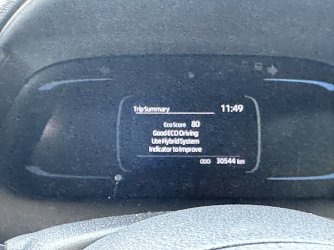 Trip Summary 11:49
Eco Score 80
Good ECO Driving
Use Hybrid System
Indicator to Improve
ODO 30544 km